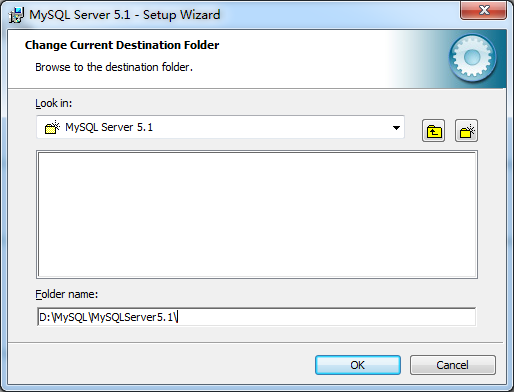 MySQL Server 5.1 - Setup Wizard
Change Current Destination Folder
Browse to the destination folder.
Look in:
MySQL Server 5.1
Folder name:
D:\MySQL\MySQLServer5.1\
OK
Cancel